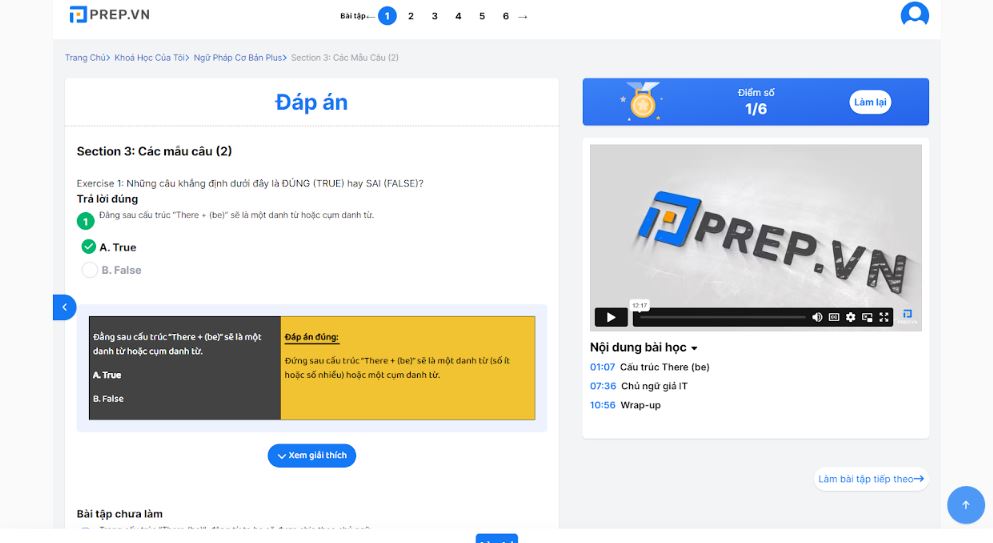 PREP.VN
Bài tập
1 2 3 4 5 6
Trang Chủ> Khoá Học Của Tôi> Ngữ Pháp Cơ Bản Plus> Section 3: Các Mẫu Câu (2)
Đáp án
Section 3: Các mẫu câu (2)
Exercise 1: Những câu khẳng định dưới đây là ĐÚNG (TRUE) hay SAI (FALSE)?
Trả lời đúng
1 Đằng sau cấu trúc "There + (be)" sẽ là một danh từ hoặc cụm danh từ.
A. True
B. False
Đằng sau cấu trúc "There + (be)" sẽ là một
danh từ hoặc cụm danh từ.
A. True
B. False
Đáp án đúng:
Đứng sau cấu trúc "There + (be)" sẽ là một danh từ (số ít
hoặc số nhiều) hoặc một cụm danh từ.
Xem giải thích
Bài tập chưa làm
Điểm số
1/6
Làm lại
PREP.VN
12:17
Nội dung bài học
01:07 Cấu trúc There (be)
07:36 Chủ ngữ giả IT
10:56 Wrap-up
Làm bài tập tiếp theo→